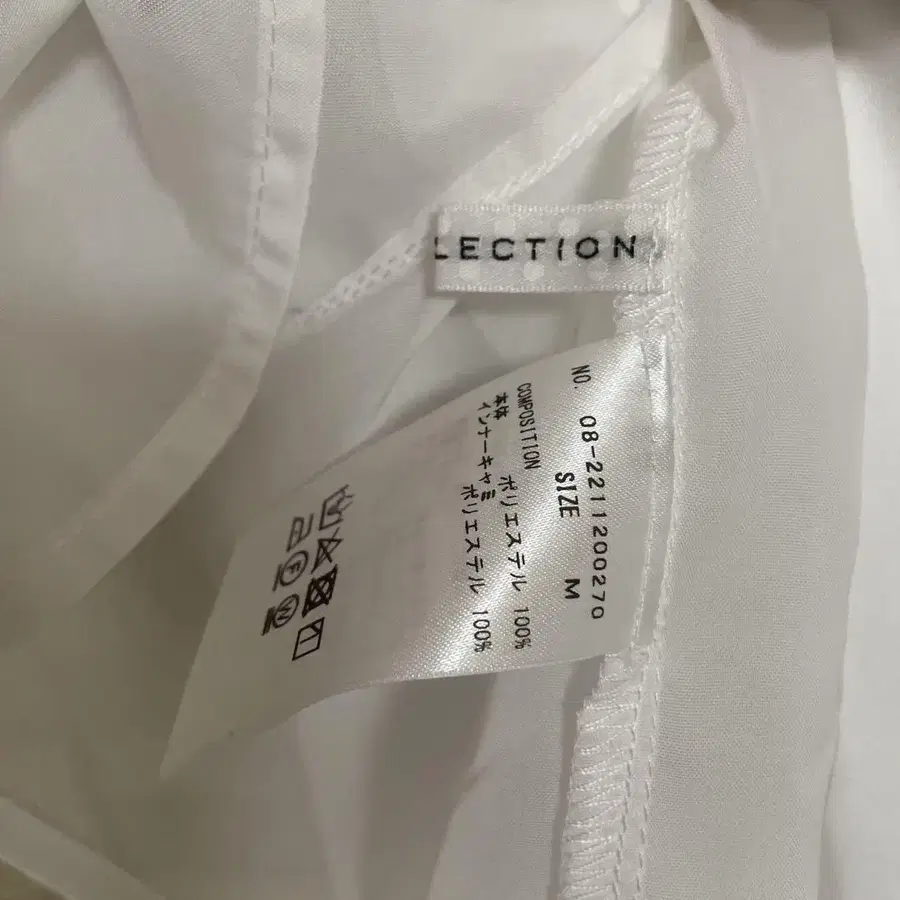 LECTION
NO. 08-2211200270
SIZE M
COMPOSITION
本体 ポリエステル 100%
インナーキャミ ポリエステル 100%
F
W